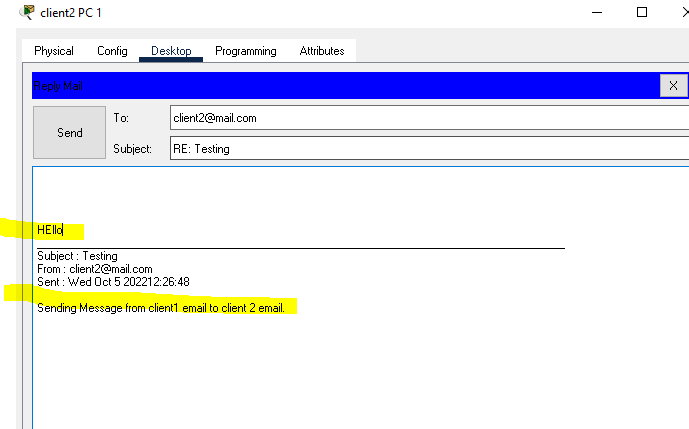 client2 PC 1
Physical Config Desktop Programming Attributes
Reply Mail
X
Send
To: client2@mail.com
Subject: RE: Testing
HEllo
Subject : Testing
From : client2@mail.com
Sent : Wed Oct 5 202212:26:48
Sending Message from client1 email to client 2 email.